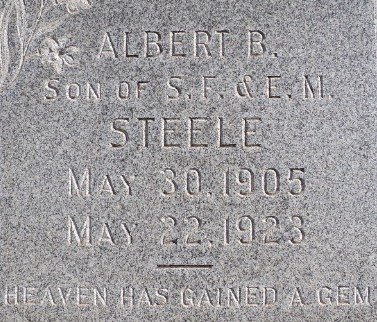 ALBERT B.
SON OF S. F. & E. M.
STEELE
MAY 30, 1905
MAY 22, 1923
HEAVEN HAS GAINED A GEM